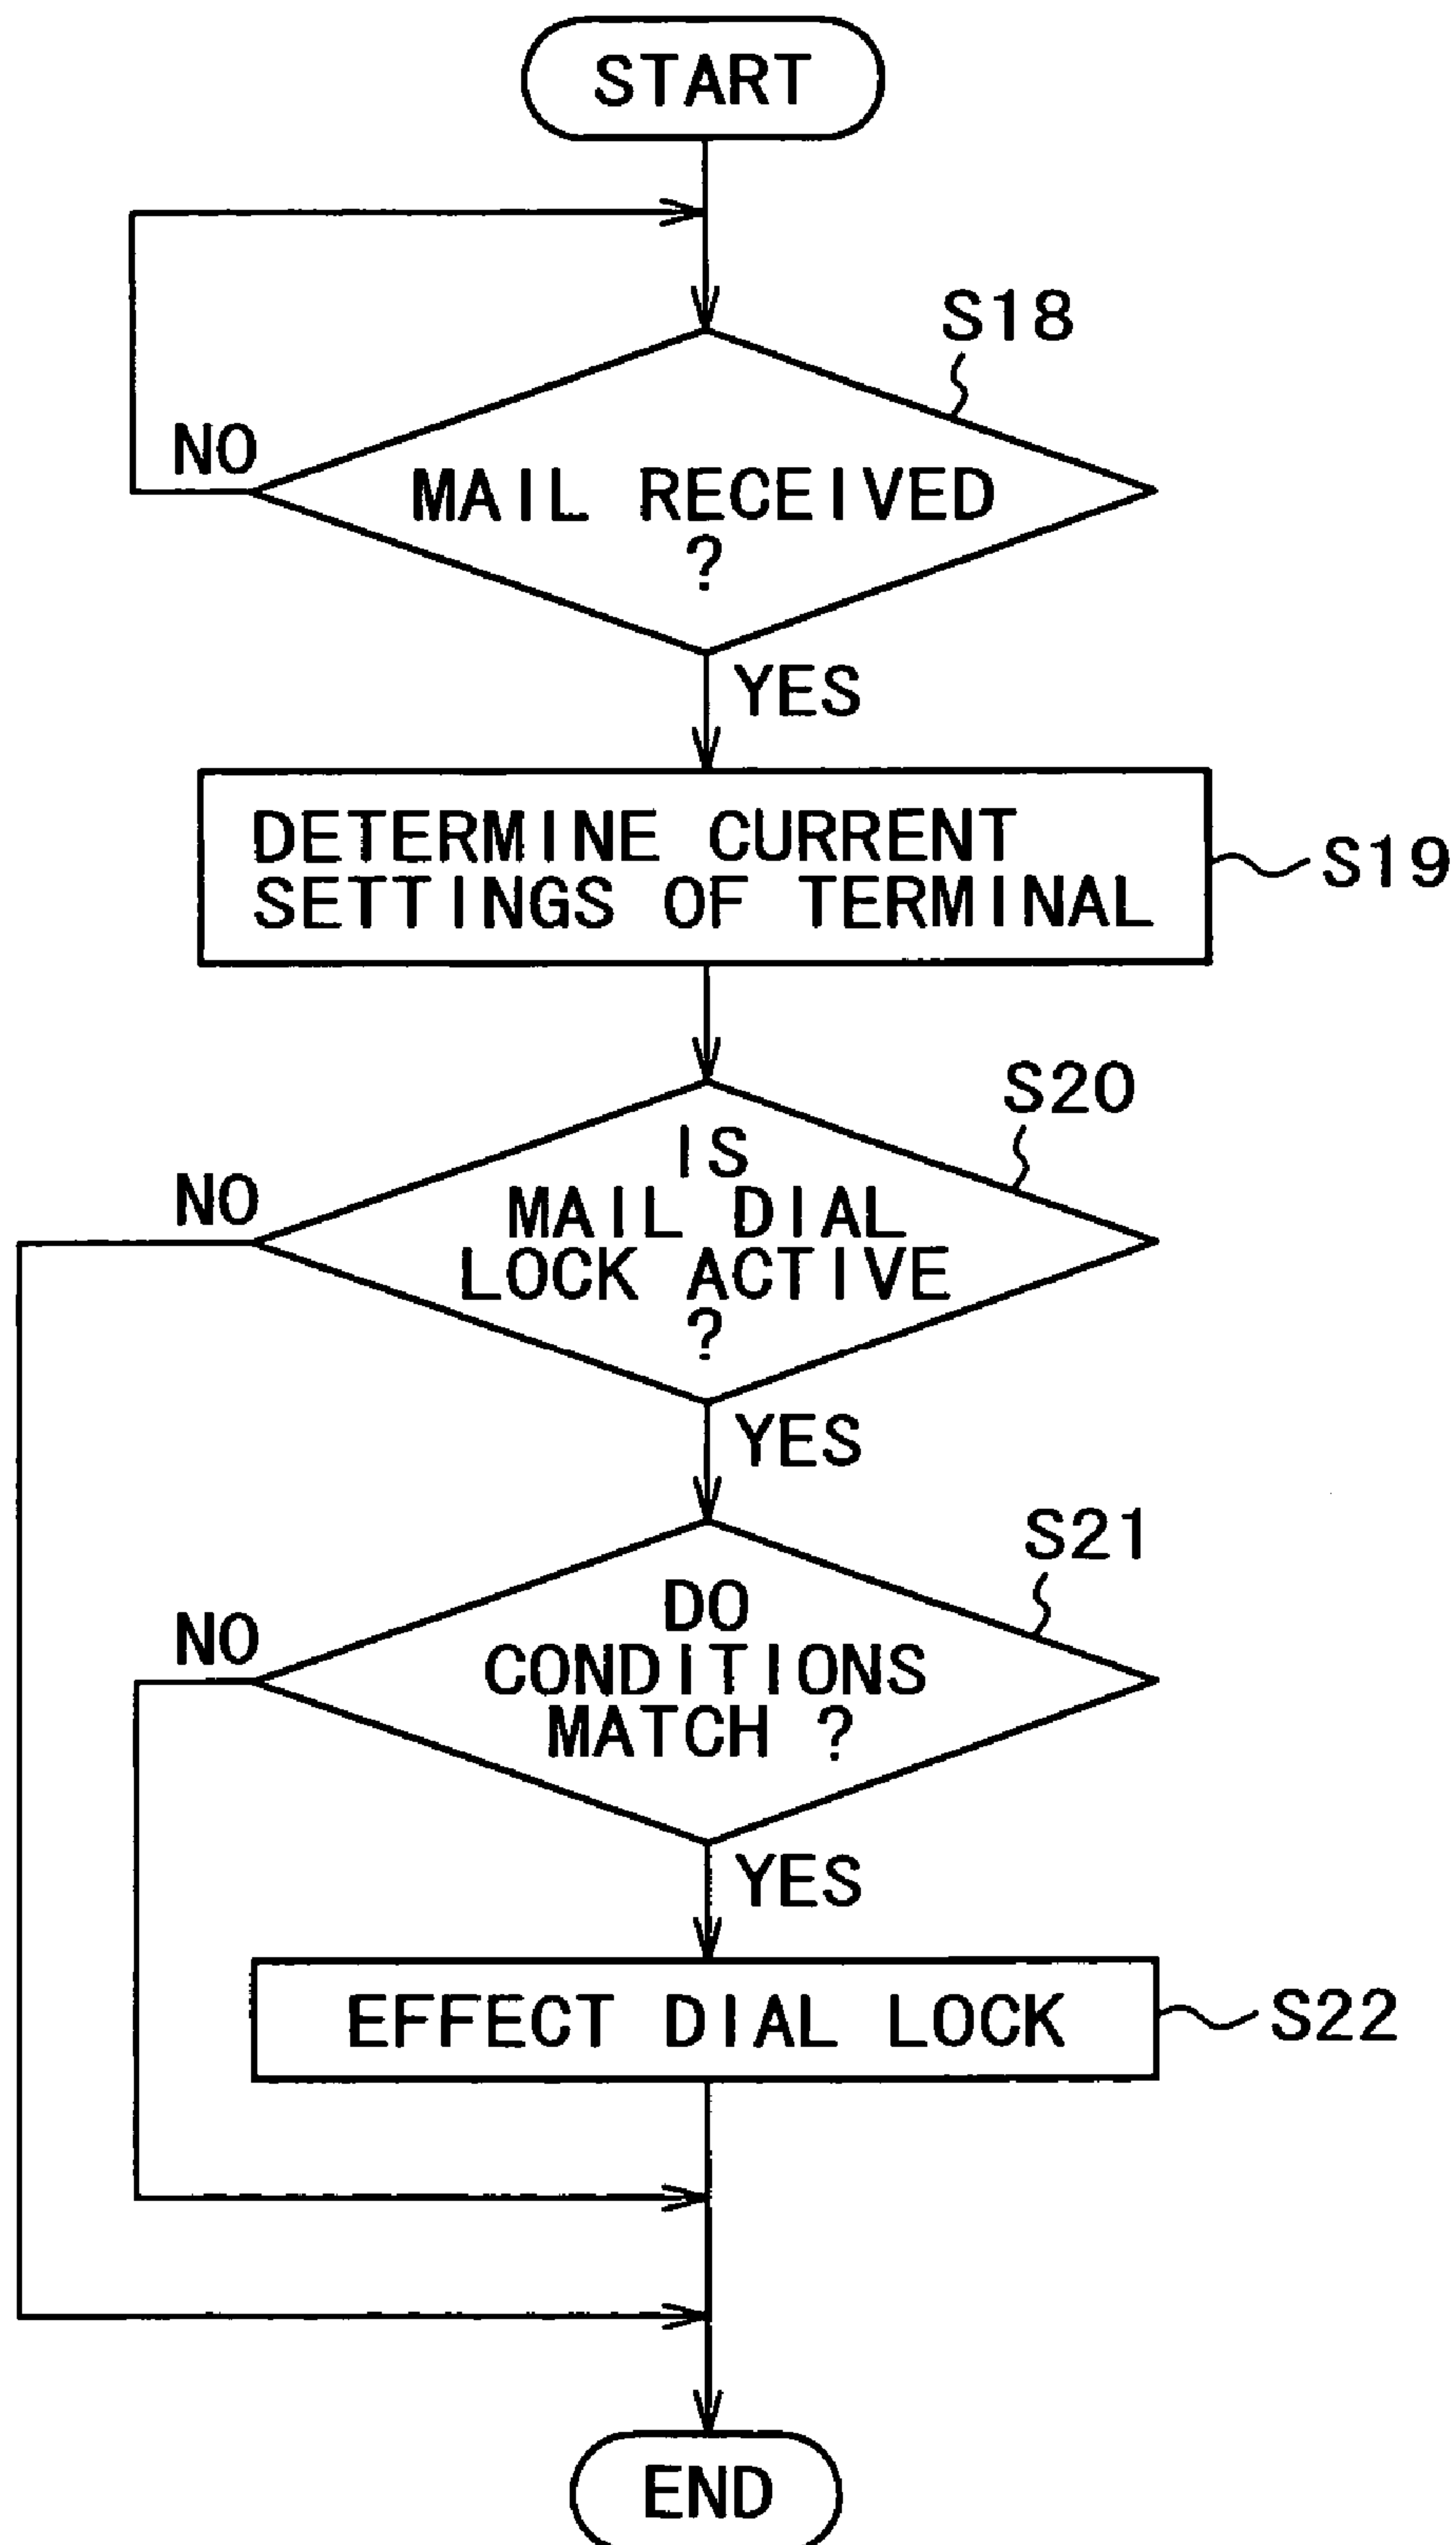 START
S18
NO
MAIL RECEIVED
?
YES
DETERMINE CURRENT
SETTINGS OF TERMINAL
S19
S20
NO
IS
MAIL DIAL
LOCK ACTIVE
?
YES
S21
NO
DO
CONDITIONS
MATCH ?
YES
EFFECT DIAL LOCK
S22
END